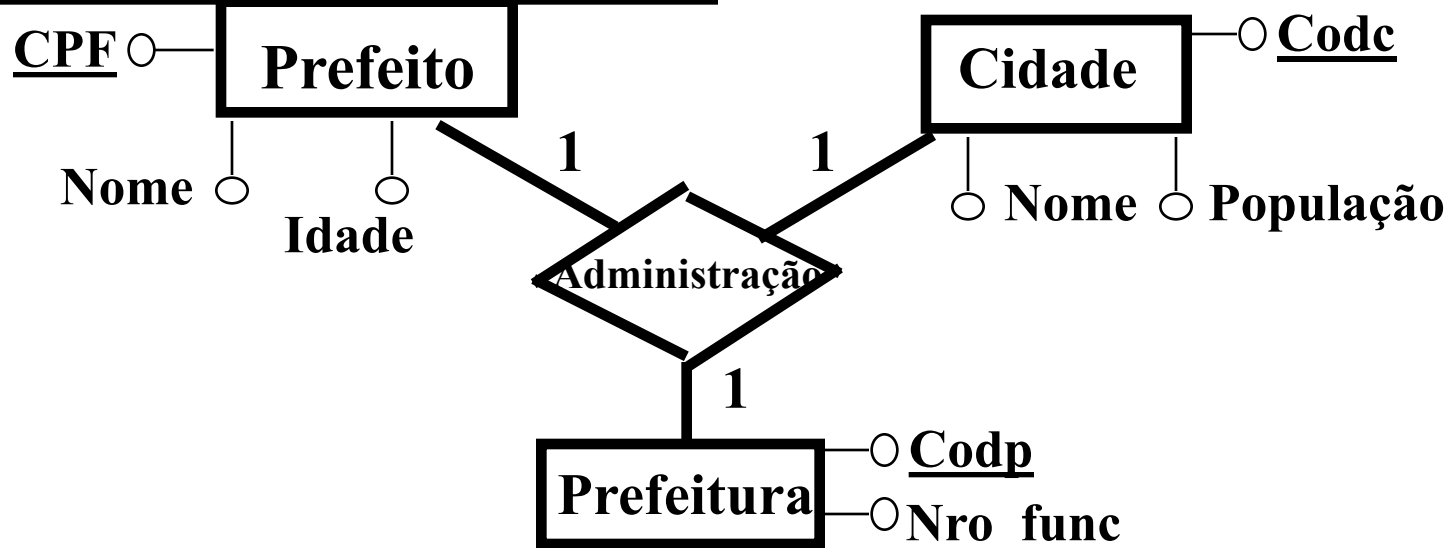 CPF
Prefeito
Cidade
Codc
1
1
Nome
Idade
Nome
População
Administração
1
Prefeitura
Codp
Nro func